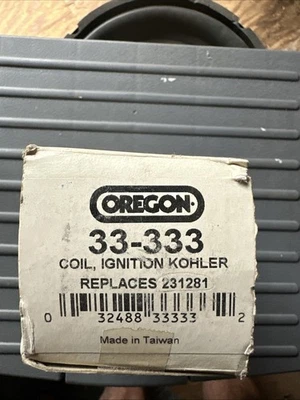 OREGON
33-333
COIL, IGNITION KOHLER
REPLACES 231281
0 32488 33333 2
Made in Taiwan